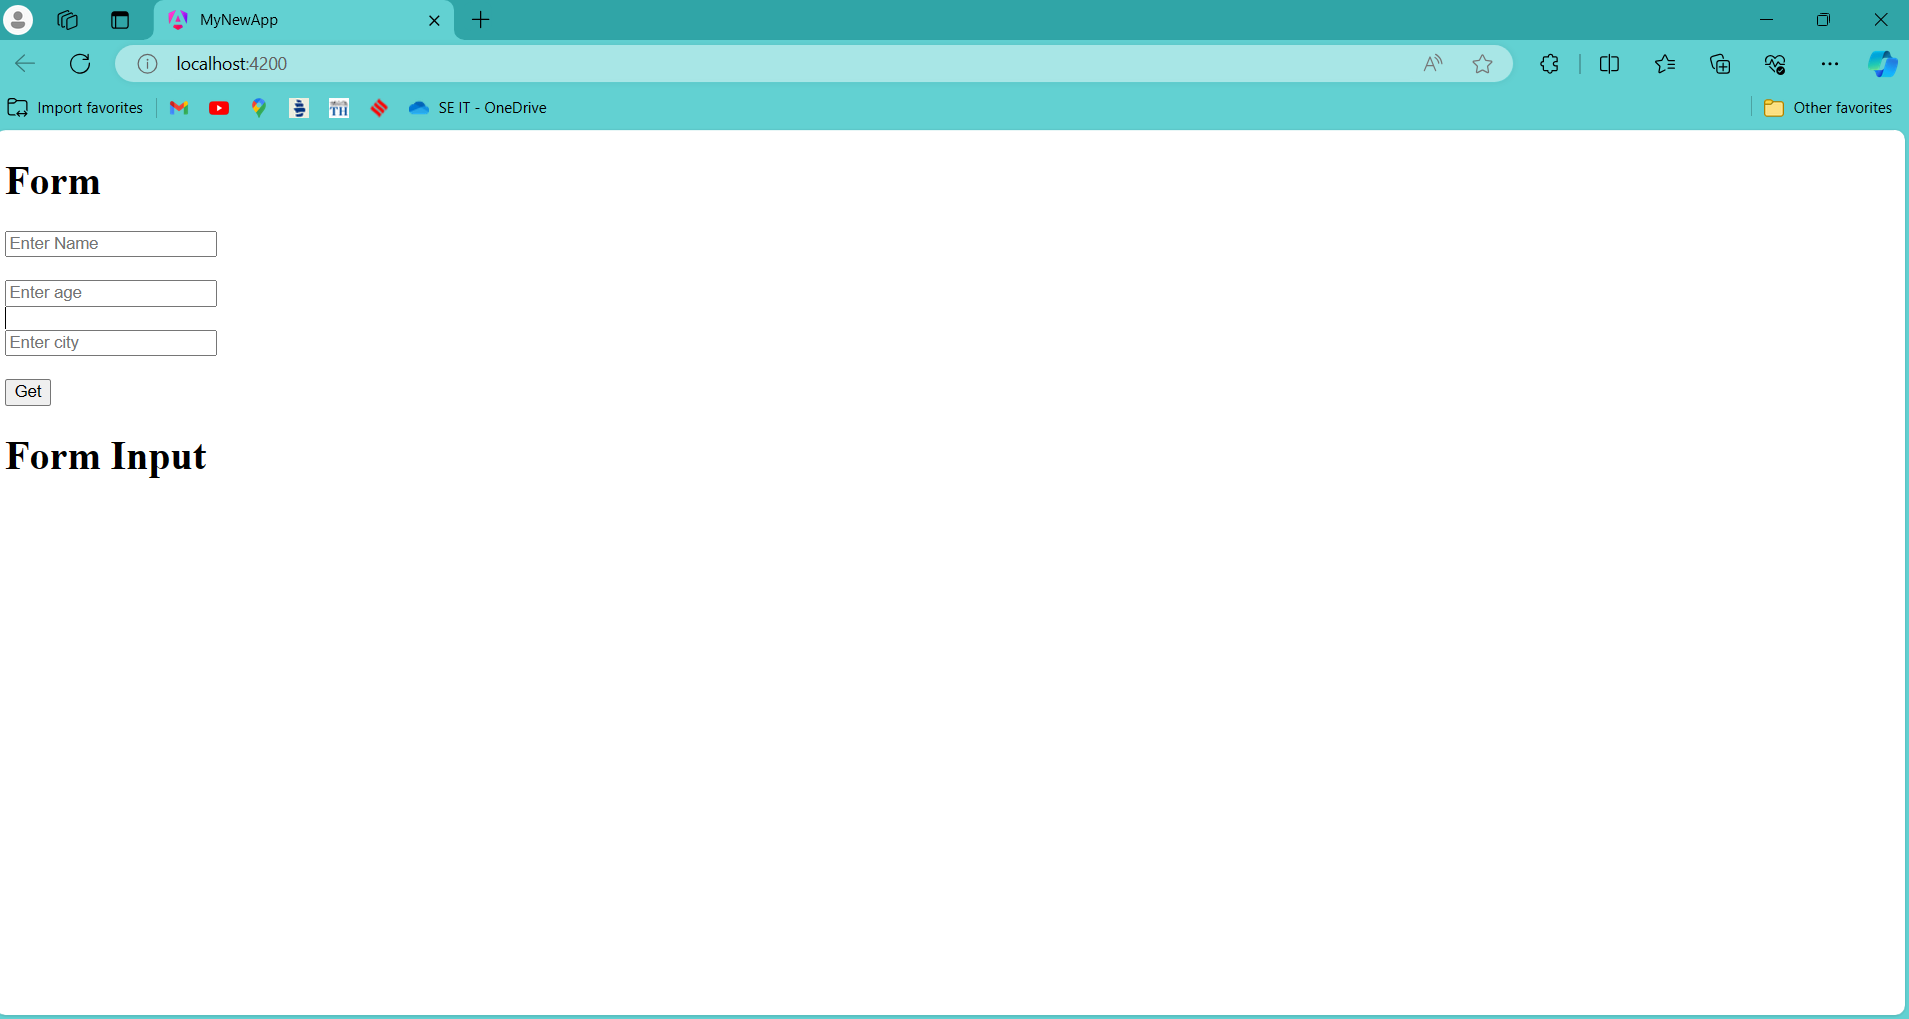 MyNewApp
localhost:4200
Import favorites
TH
SE IT - OneDrive
Other favorites
Form
Enter Name
Enter age
Enter city
Get
Form Input